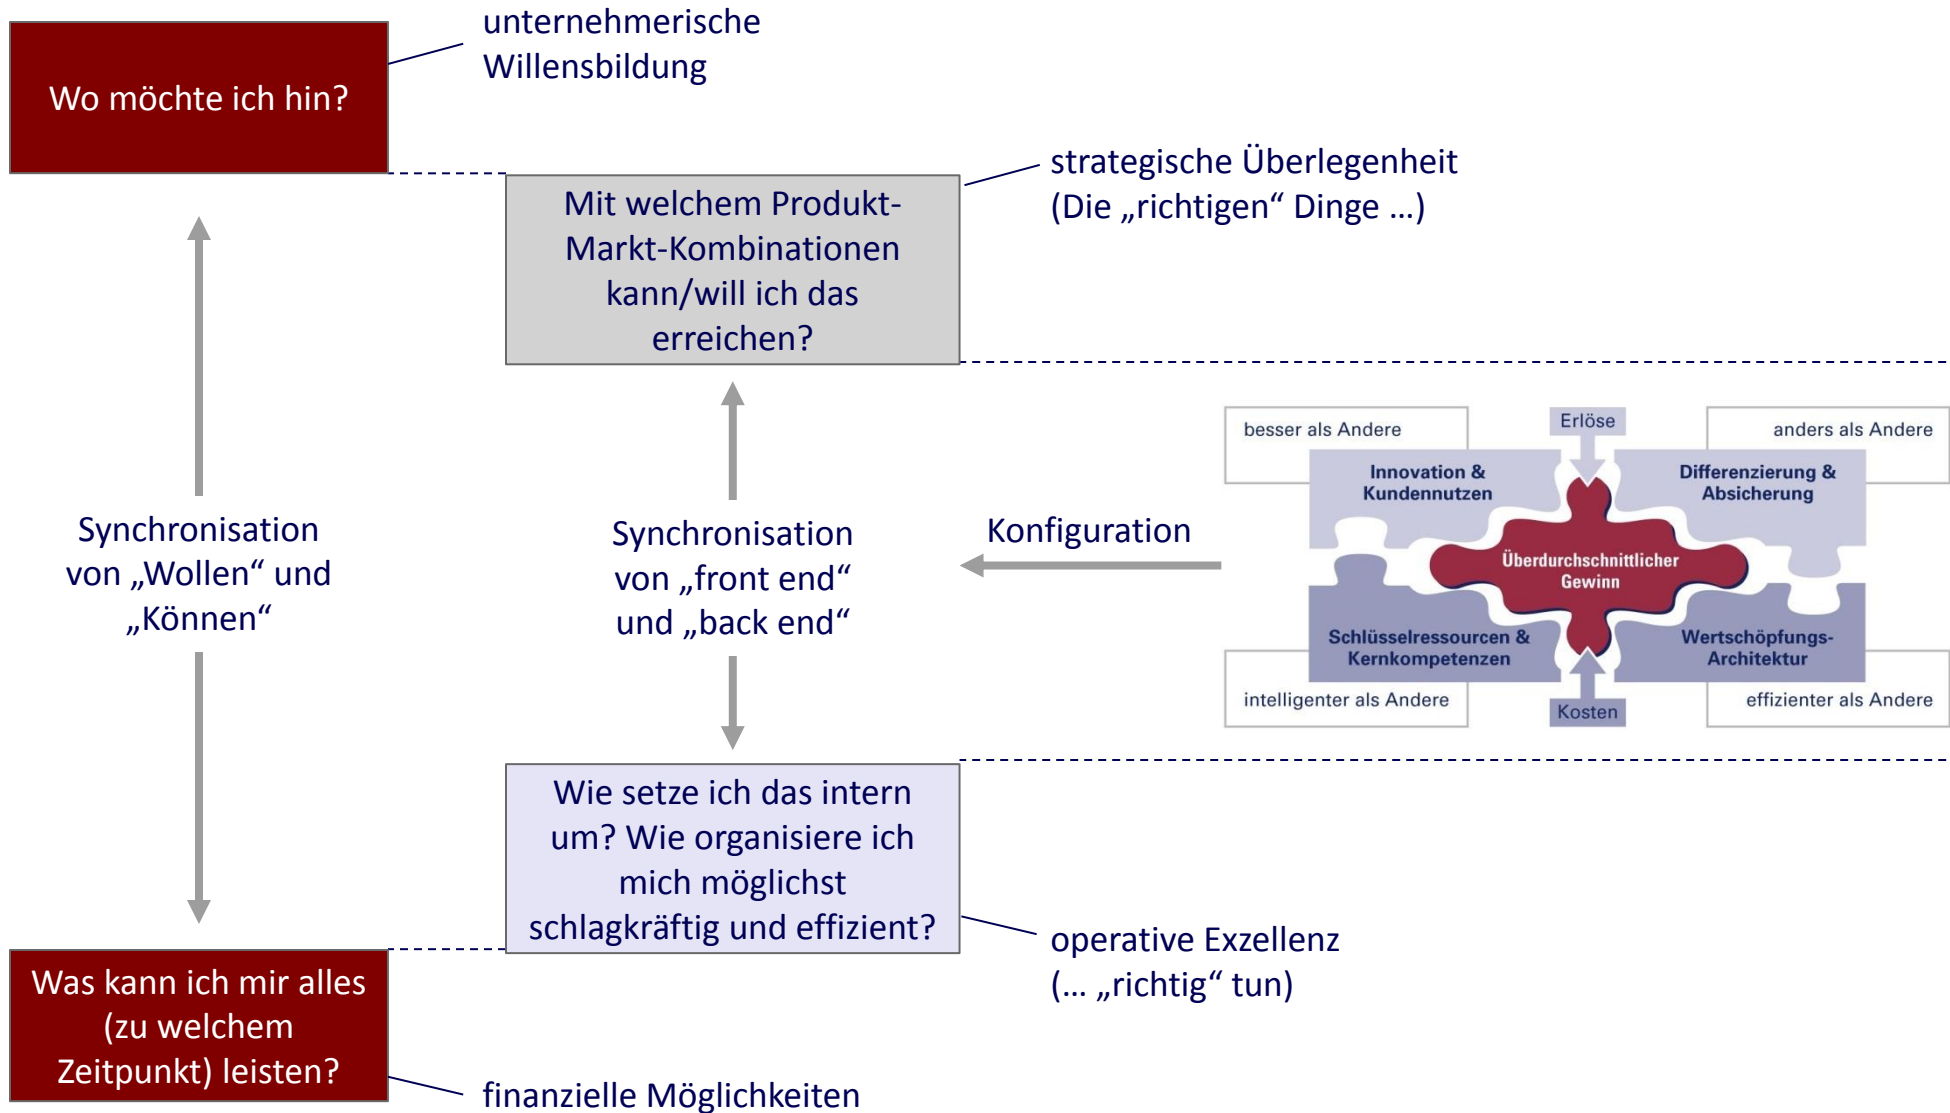 unternehmerische
Willensbildung
Wo möchte ich hin?
strategische Überlegenheit
(Die „richtigen“ Dinge …)
Mit welchem Produkt-
Markt-Kombinationen
kann/will ich das
erreichen?
Synchronisation
von „Wollen“ und
„Können“
Synchronisation
von „front end“
und „back end“
Konfiguration
besser als Andere
Erlöse
anders als Andere
Innovation &
Kundennutzen
Differenzierung &
Absicherung
Überdurchschnittlicher
Gewinn
Schlüsselressourcen &
Kernkompetenzen
Wertschöpfungs-
Architektur
intelligenter als Andere
Kosten
effizienter als Andere
Wie setze ich das intern
um? Wie organisiere ich
mich möglichst
schlagkräftig und effizient?
operative Exzellenz
(… „richtig“ tun)
Was kann ich mir alles
(zu welchem
Zeitpunkt) leisten?
finanzielle Möglichkeiten